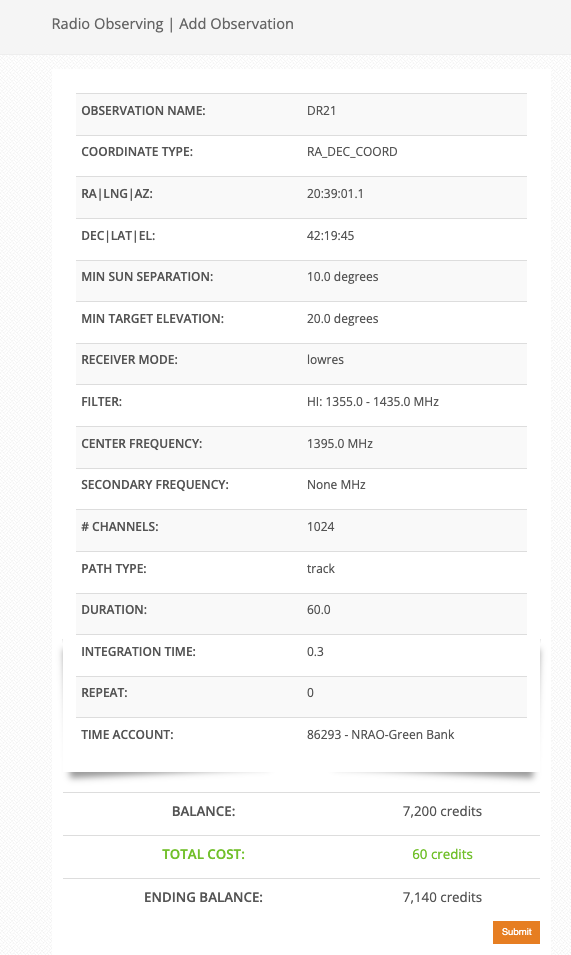 Radio Observing | Add Observation
OBSERVATION NAME: DR21
COORDINATE TYPE: RA_DEC_COORD
RA|LNG|AZ: 20:39:01.1
DEC|LAT|EL: 42:19:45
MIN SUN SEPARATION: 10.0 degrees
MIN TARGET ELEVATION: 20.0 degrees
RECEIVER MODE: lowres
FILTER: HI: 1355.0 - 1435.0 MHz
CENTER FREQUENCY: 1395.0 MHz
SECONDARY FREQUENCY: None MHz
# CHANNELS: 1024
PATH TYPE: track
DURATION: 60.0
INTEGRATION TIME: 0.3
REPEAT: 0
TIME ACCOUNT: 86293 - NRAO-Green Bank
BALANCE: 7,200 credits
TOTAL COST: 60 credits
ENDING BALANCE: 7,140 credits
Submit